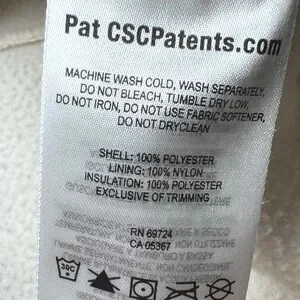 Pat CSCPatents.com
MACHINE WASH COLD, WASH SEPARATELY,
DO NOT BLEACH, TUMBLE DRY LOW,
DO NOT IRON, DO NOT USE FABRIC SOFTENER,
DO NOT DRYCLEAN
SHELL: 100% POLYESTER
LINING: 100% NYLON
INSULATION: 100% POLYESTER
EXCLUSIVE OF TRIMMING
RN 69724
CA 05367
30C